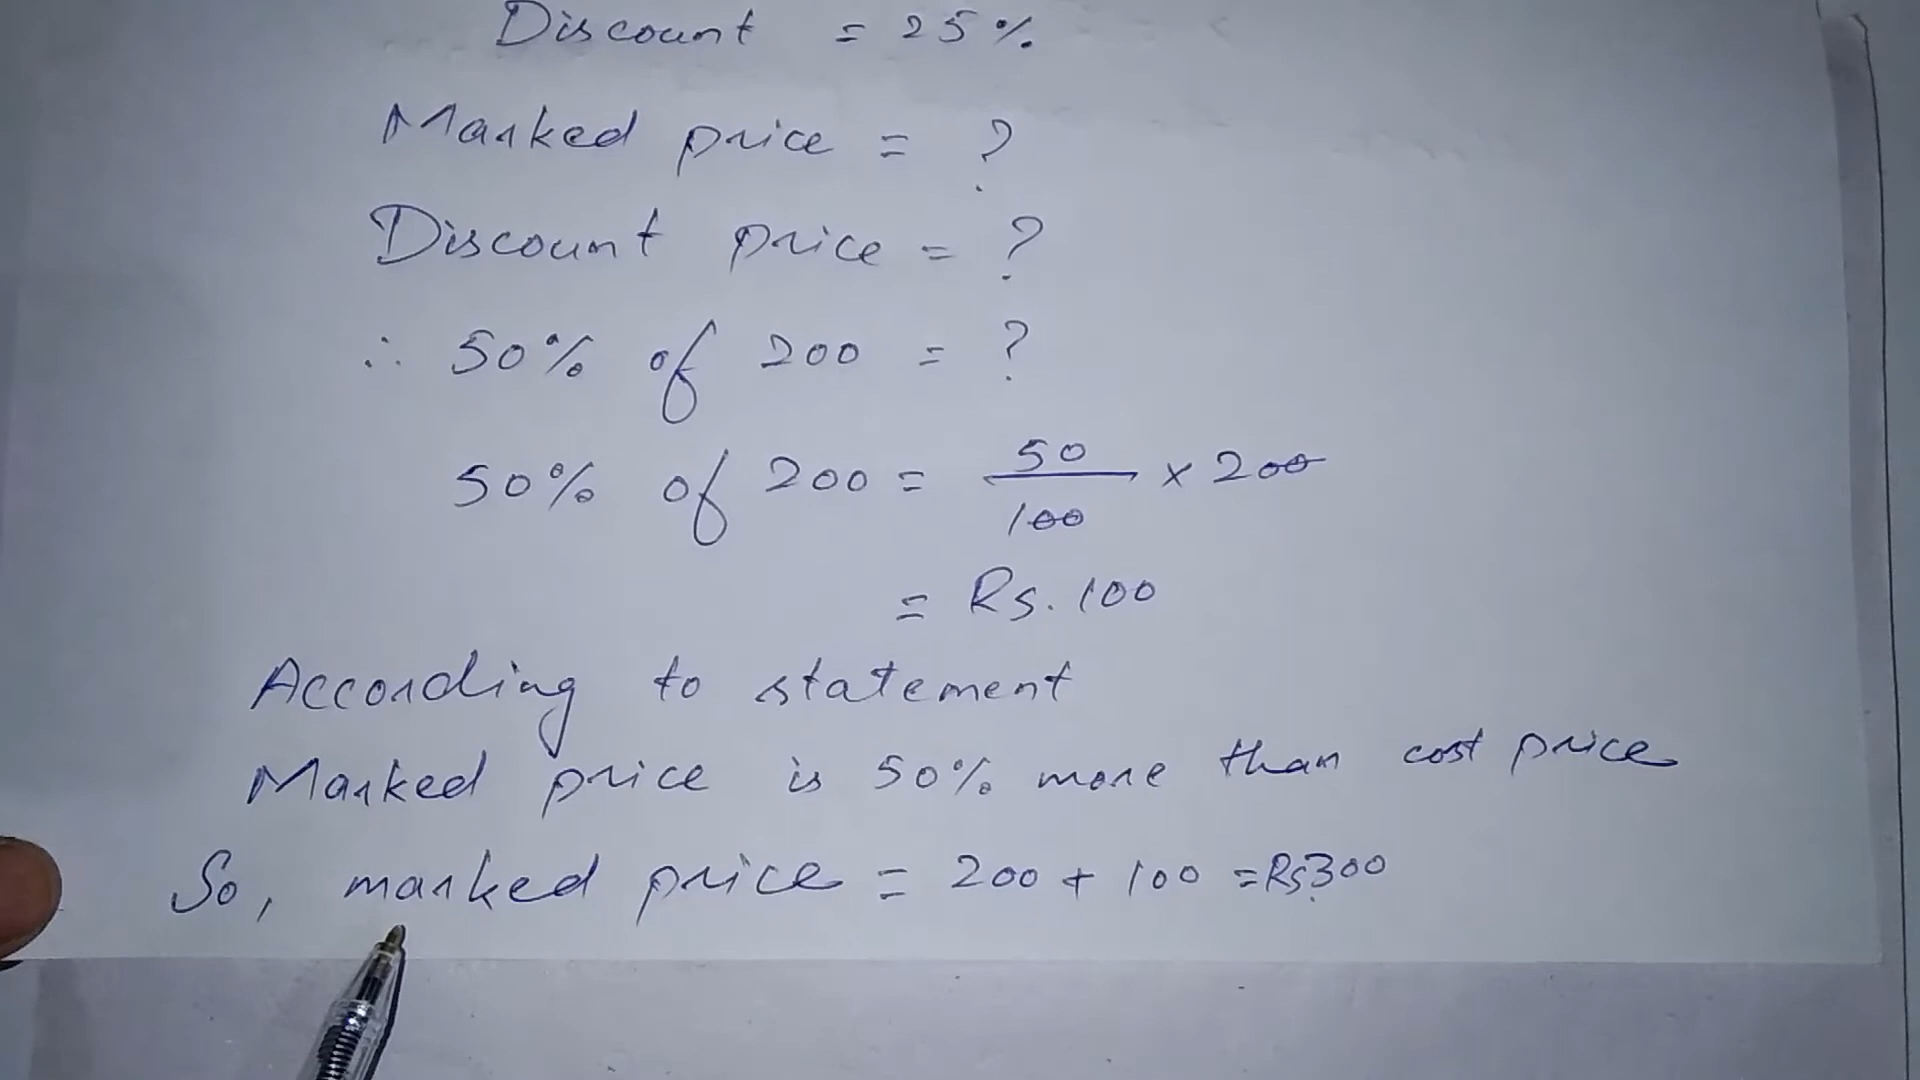 Discount = 25%
Marked price = ?
Discount price = ?
∴ 50% of 200 = ?
50% of 200 = 50/100 × 200
= Rs. 100
According to statement
Marked price is 50% more than cost price
So, marked price = 200 + 100 = Rs300